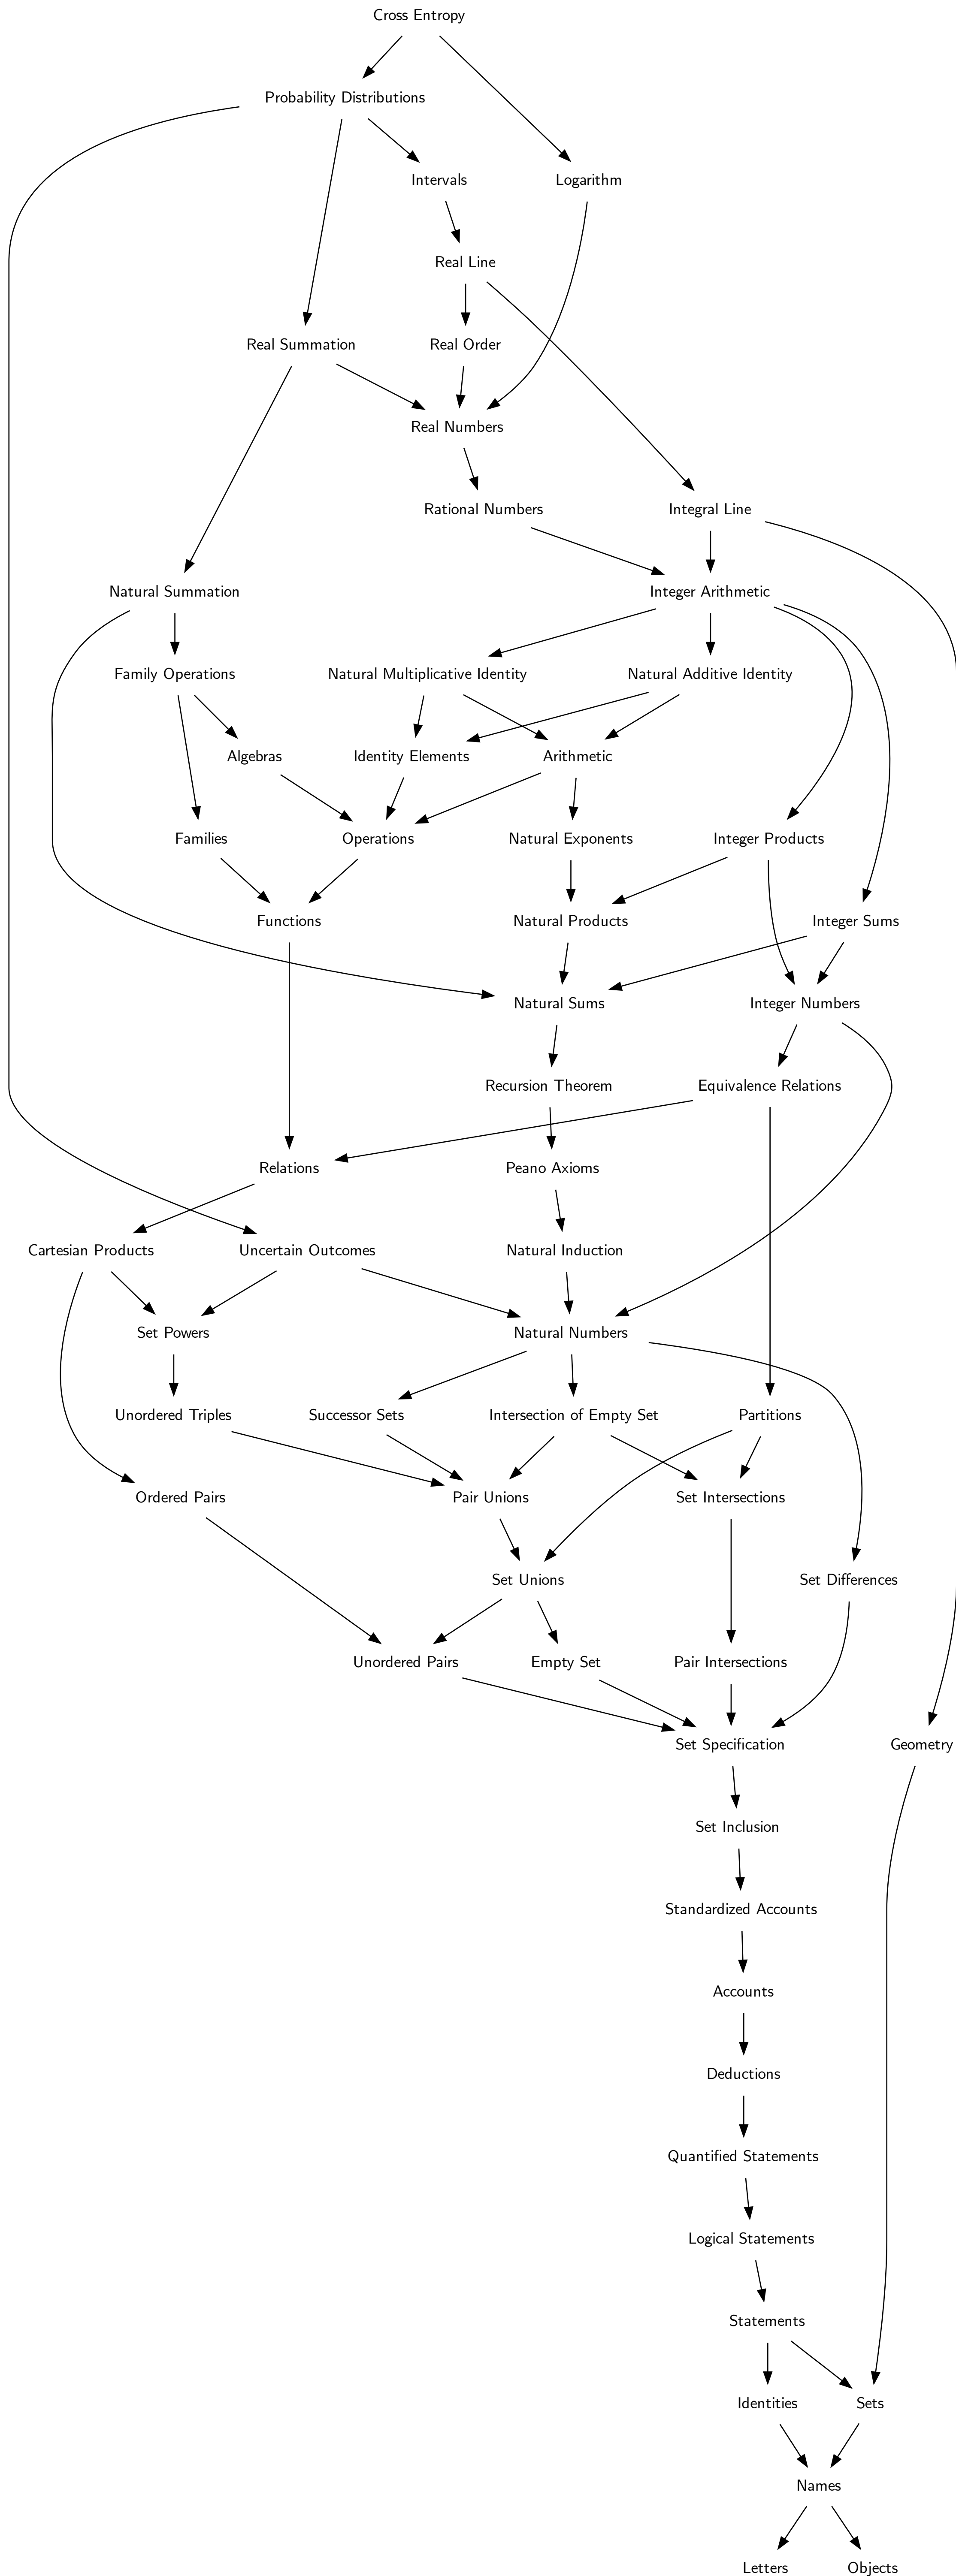 Cross Entropy
Probability Distributions
Intervals
Logarithm
Real Line
Real Summation
Real Order
Real Numbers
Rational Numbers
Integral Line
Natural Summation
Integer Arithmetic
Family Operations
Natural Multiplicative Identity
Natural Additive Identity
Algebras
Identity Elements
Arithmetic
Families
Operations
Natural Exponents
Integer Products
Functions
Natural Products
Integer Sums
Natural Sums
Integer Numbers
Recursion Theorem
Equivalence Relations
Relations
Peano Axioms
Cartesian Products
Uncertain Outcomes
Natural Induction
Set Powers
Natural Numbers
Unordered Triples
Successor Sets
Intersection of Empty Set
Partitions
Ordered Pairs
Pair Unions
Set Intersections
Set Unions
Set Differences
Unordered Pairs
Empty Set
Pair Intersections
Set Specification
Geometry
Set Inclusion
Standardized Accounts
Accounts
Deductions
Quantified Statements
Logical Statements
Statements
Identities
Sets
Names
Letters
Objects